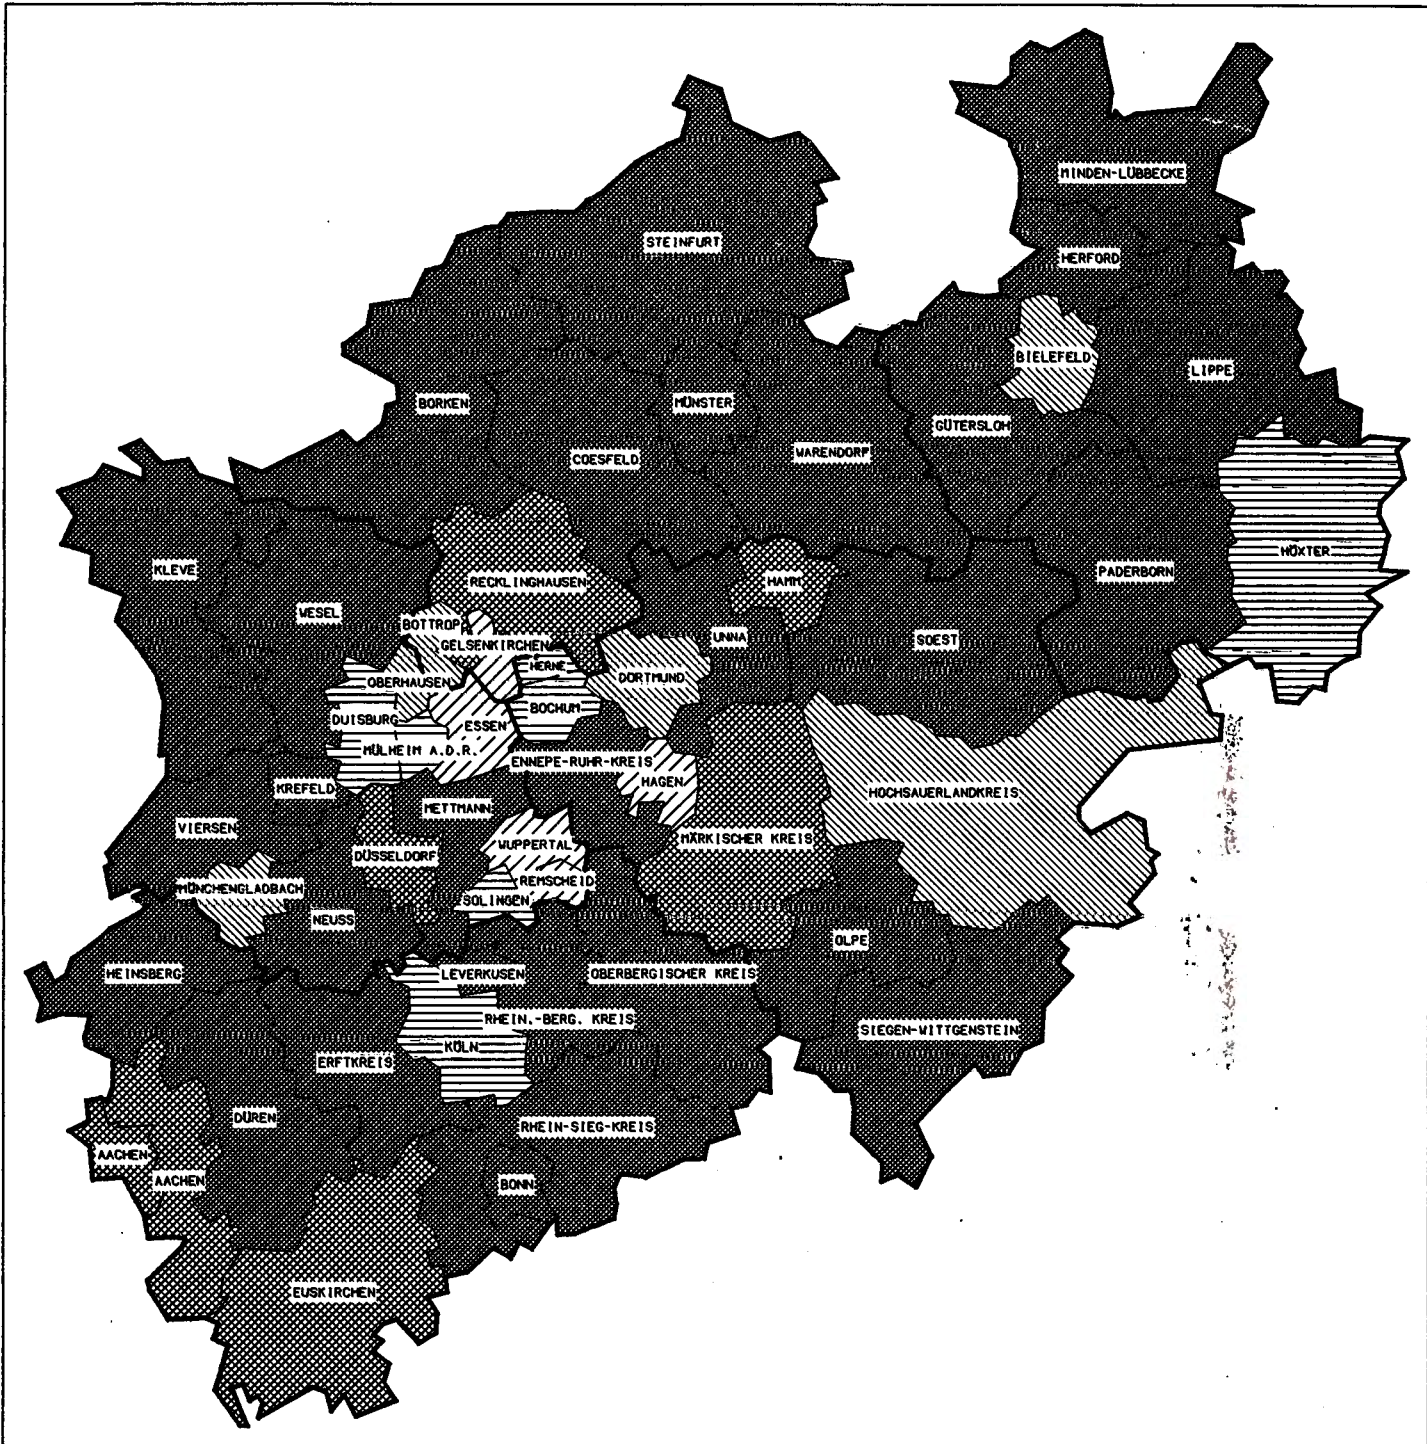 MINDEN-LÜBBECKE
STEINFURT
HERFORD
BIELEFELD
LIPPE
BORKEN
MÜNSTER
GÜTERSLOH
COESFELD
WARENDORF
HÖXTER
KLEVE
RECKLINGHAUSEN
HAMM
PADERBORN
WESEL
BOTTROP
UNNA
SOEST
GELSENKIRCHEN
HERNE
OBERHAUSEN
DORTMUND
DUISBURG
BOCHUM
ESSEN
MÜLHEIM A.D.R.
ENNEPE-RUHR-KREIS
HAGEN
KREFELD
HOCHSAUERLANDKREIS
METTMANN
VIERSEN
MÄRKISCHER KREIS
WUPPERTAL
DÜSSELDORF
REMSCHEID
MÜNCHENGLADBACH
SOLINGEN
NEUSS
OLPE
HEINSBERG
LEVERKUSEN
OBERBERGISCHER KREIS
RHEIN.-BERG. KREIS
SIEGEN-WITTGENSTEIN
KÖLN
ERFTKREIS
DÜREN
RHEIN-SIEG-KREIS
AACHEN
AACHEN
BONN
EUSKIRCHEN